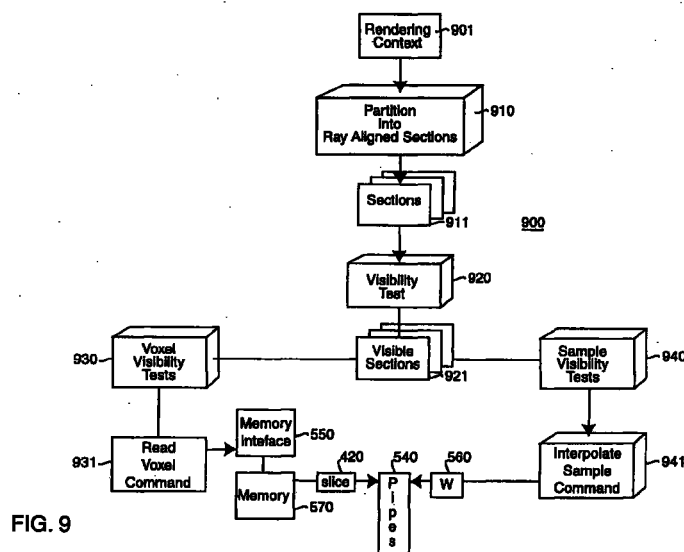 Rendering
Context
901
Partition
Into
Ray Aligned Sections
910
Sections
911
900
Visibility
Test
920
Voxel
Visibility
Tests
930
Visible
Sections
921
Sample
Visibility
Tests
940
Read
Voxel
Command
931
Memory
Inteface
550
Memory
570
slice
420
Pipes
540
W
560
Interpolate
Sample
Command
941
FIG. 9